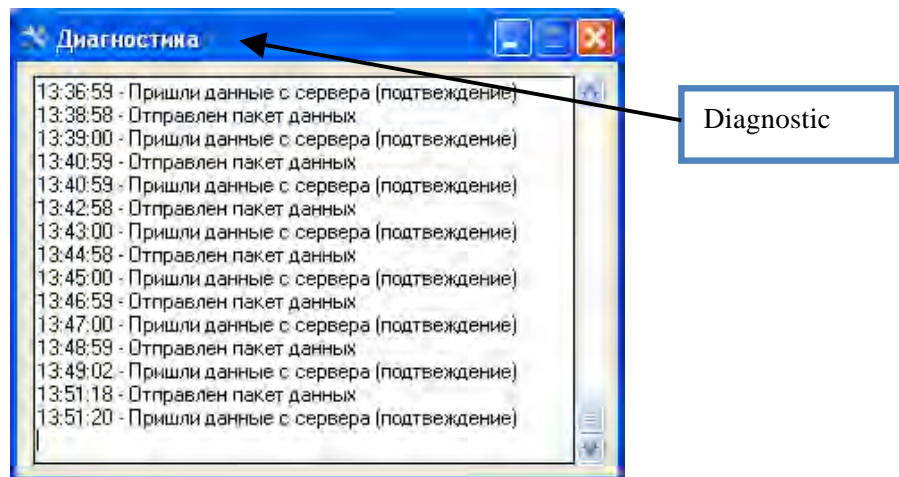 Диагностика
13:36:59 - Пришли данные с сервера (подтвеждение)
13:38:58 - Отправлен пакет данных
13:39:00 - Пришли данные с сервера (подтвеждение)
13:40:59 - Отправлен пакет данных
13:40:59 - Пришли данные с сервера (подтвеждение)
13:42:58 - Отправлен пакет данных
13:43:00 - Пришли данные с сервера (подтвеждение)
13:44:58 - Отправлен пакет данных
13:45:00 - Пришли данные с сервера (подтвеждение)
13:46:59 - Отправлен пакет данных
13:47:00 - Пришли данные с сервера (подтвеждение)
13:48:59 - Отправлен пакет данных
13:49:02 - Пришли данные с сервера (подтвеждение)
13:51:18 - Отправлен пакет данных
13:51:20 - Пришли данные с сервера (подтвеждение)
Diagnostic